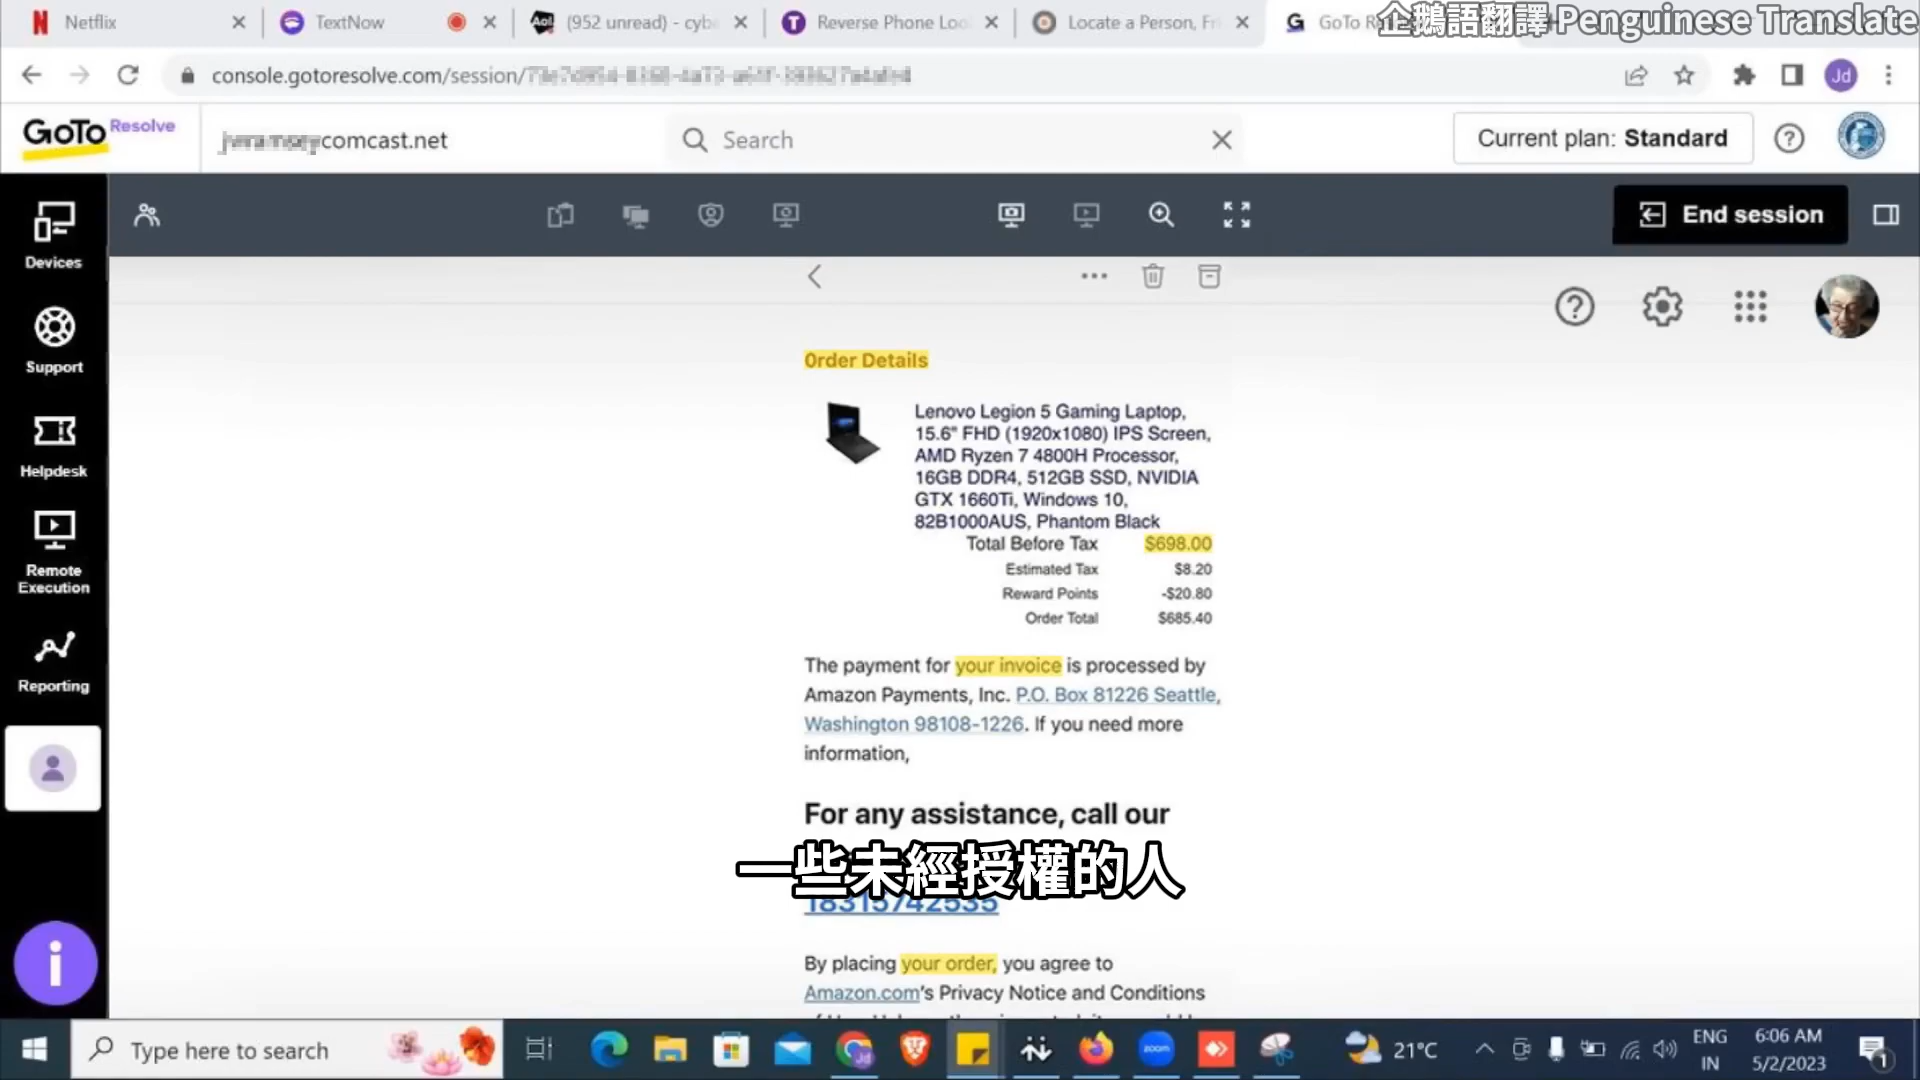 Netflix
TextNow
(952 unread) - cybe
Reverse Phone Loo
Locate a Person, Fr
GoTo R
企鵝語翻譯 Penguinese Translate
console.gotoresolve.com/session/
Jd
GoTo Resolve
comcast.net
Search
Current plan: Standard
End session
Devices
Support
Helpdesk
Remote
Execution
Reporting
0rder Details
Lenovo Legion 5 Gaming Laptop,
15.6" FHD (1920x1080) IPS Screen,
AMD Ryzen 7 4800H Processor,
16GB DDR4, 512GB SSD, NVIDIA
GTX 1660Ti, Windows 10,
82B1000AUS, Phantom Black
Total Before Tax $698.00
Estimated Tax $8.20
Reward Points -$20.80
Order Total $685.40
The payment for your invoice is processed by
Amazon Payments, Inc. P.O. Box 81226 Seattle,
Washington 98108-1226. If you need more
information,
For any assistance, call our
一些未經授權的人
18315742535
By placing your order, you agree to
Amazon.com's Privacy Notice and Conditions
Type here to search
zoom
21°C
ENG
IN
6:06 AM
5/2/2023
1